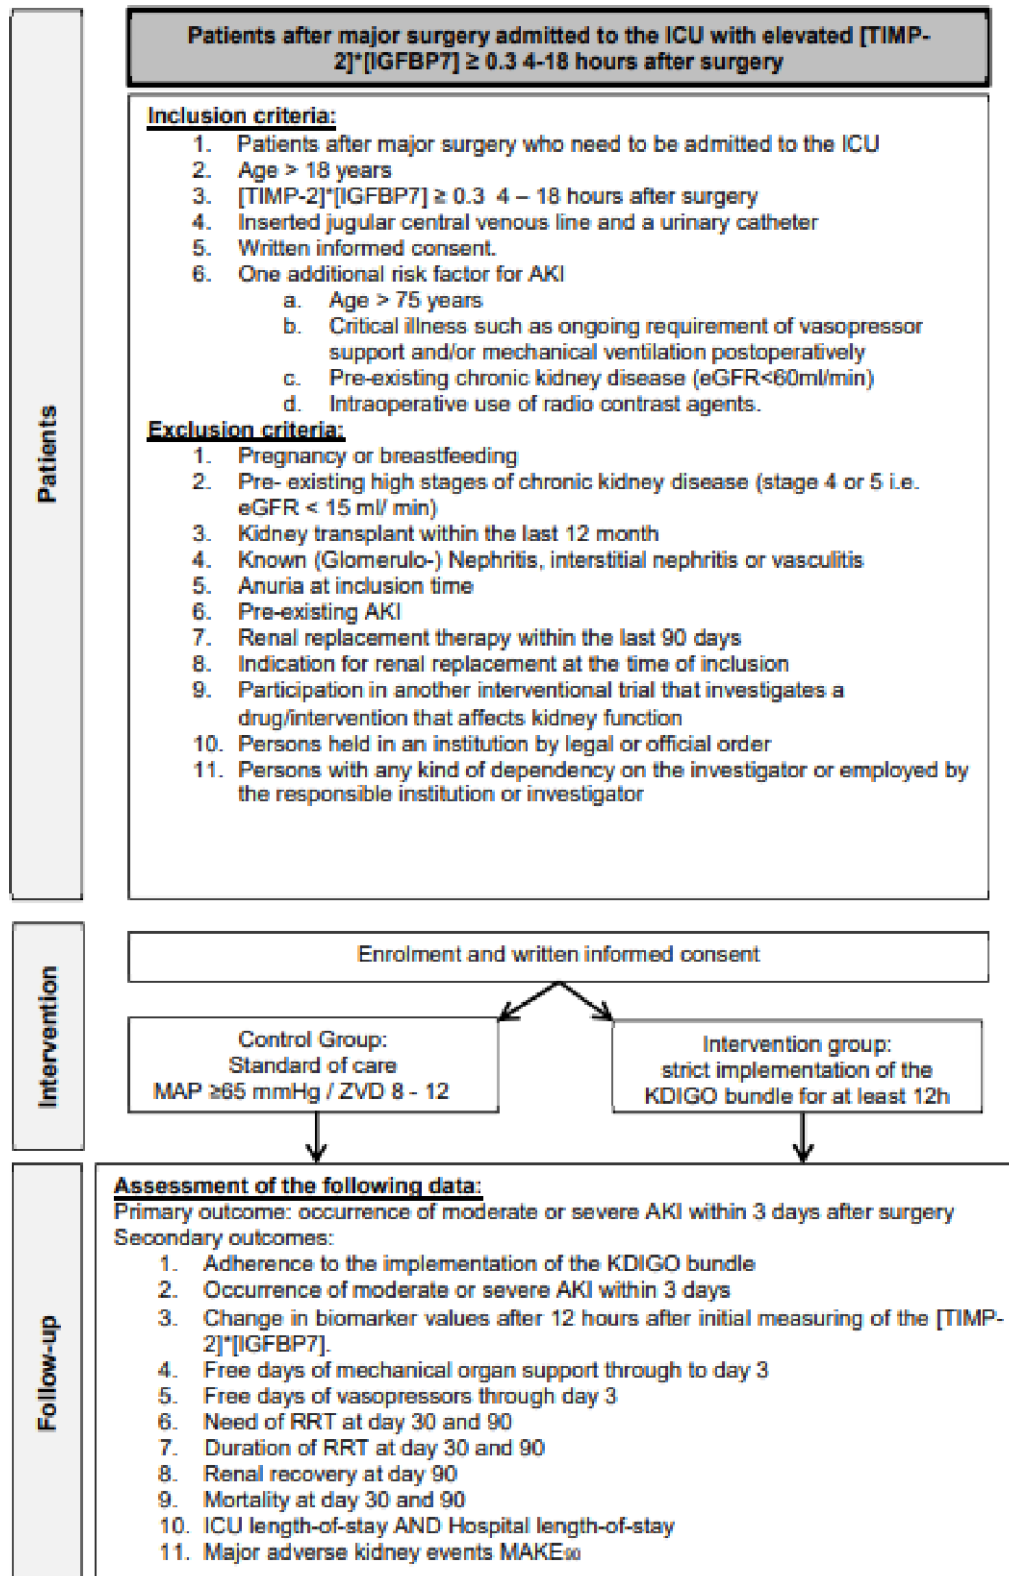 Patients
Patients after major surgery admitted to the ICU with elevated [TIMP-
2]*[IGFBP7] ≥ 0.3 4-18 hours after surgery
Inclusion criteria:
1. Patients after major surgery who need to be admitted to the ICU
2. Age > 18 years
3. [TIMP-2]*[IGFBP7] ≥ 0.3 4 – 18 hours after surgery
4. Inserted jugular central venous line and a urinary catheter
5. Written informed consent.
6. One additional risk factor for AKI
a. Age > 75 years
b. Critical illness such as ongoing requirement of vasopressor
support and/or mechanical ventilation postoperatively
c. Pre-existing chronic kidney disease (eGFR<60ml/min)
d. Intraoperative use of radio contrast agents.
Exclusion criteria:
1. Pregnancy or breastfeeding
2. Pre- existing high stages of chronic kidney disease (stage 4 or 5 i.e.
eGFR < 15 ml/ min)
3. Kidney transplant within the last 12 month
4. Known (Glomerulo-) Nephritis, interstitial nephritis or vasculitis
5. Anuria at inclusion time
6. Pre-existing AKI
7. Renal replacement therapy within the last 90 days
8. Indication for renal replacement at the time of inclusion
9. Participation in another interventional trial that investigates a
drug/intervention that affects kidney function
10. Persons held in an institution by legal or official order
11. Persons with any kind of dependency on the investigator or employed by
the responsible institution or investigator
Intervention
Enrolment and written informed consent
Control Group:
Standard of care
MAP ≥65 mmHg / ZVD 8 - 12
Intervention group:
strict implementation of the
KDIGO bundle for at least 12h
Follow-up
Assessment of the following data:
Primary outcome: occurrence of moderate or severe AKI within 3 days after surgery
Secondary outcomes:
1. Adherence to the implementation of the KDIGO bundle
2. Occurrence of moderate or severe AKI within 3 days
3. Change in biomarker values after 12 hours after initial measuring of the [TIMP-
2]*[IGFBP7].
4. Free days of mechanical organ support through to day 3
5. Free days of vasopressors through day 3
6. Need of RRT at day 30 and 90
7. Duration of RRT at day 30 and 90
8. Renal recovery at day 90
9. Mortality at day 30 and 90
10. ICU length-of-stay AND Hospital length-of-stay
11. Major adverse kidney events MAKE90